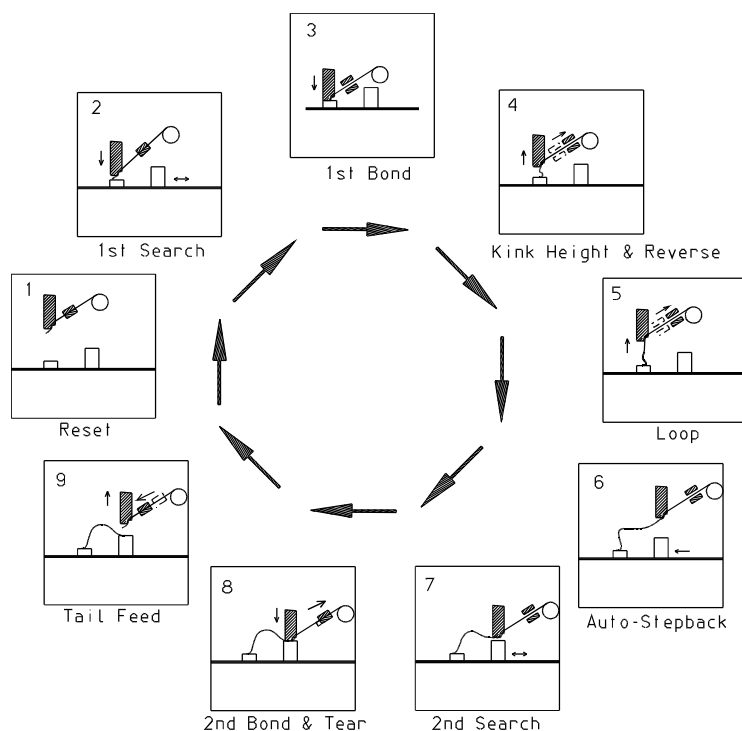 1
Reset
2
1st Search
3
1st Bond
4
Kink Height & Reverse
5
Loop
6
Auto-Stepback
7
2nd Search
8
2nd Bond & Tear
9
Tail Feed